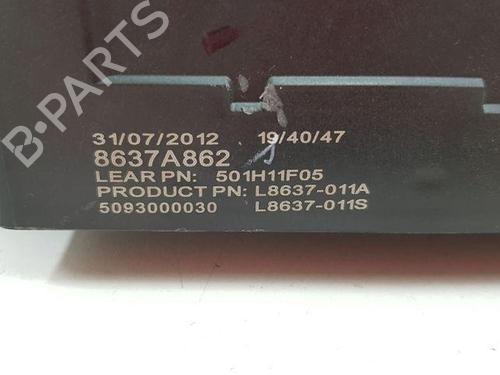 B-PARTS
31/07/2012 19/40/47
8637A862
LEAR PN: 501H11F05
PRODUCT PN: L8637-011A
5093000030 L8637-011S